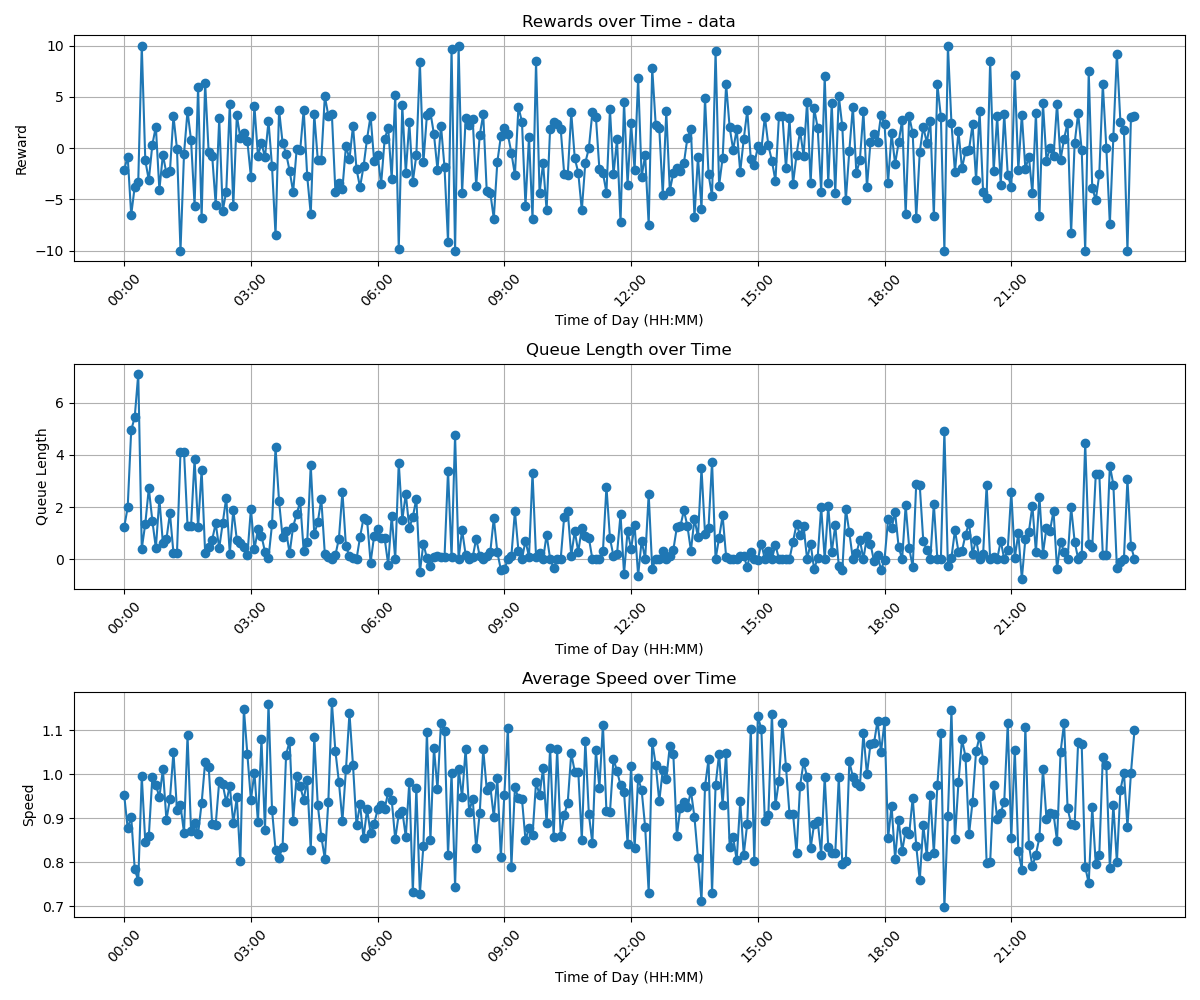 Rewards over Time - data
10
5
0
−5
−10
Reward
00:00 03:00 06:00 09:00 12:00 15:00 18:00 21:00
Time of Day (HH:MM)
Queue Length over Time
6
4
2
0
Queue Length
00:00 03:00 06:00 09:00 12:00 15:00 18:00 21:00
Time of Day (HH:MM)
Average Speed over Time
1.1
1.0
0.9
0.8
0.7
Speed
00:00 03:00 06:00 09:00 12:00 15:00 18:00 21:00
Time of Day (HH:MM)